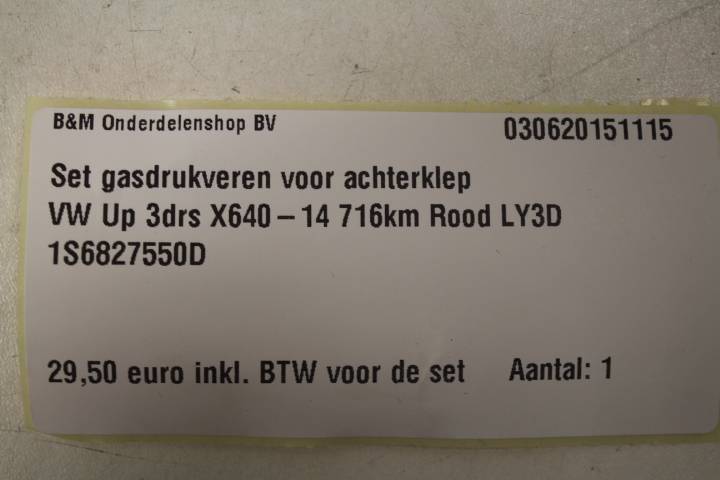 B&M Onderdelenshop BV 030620151115
Set gasdrukveren voor achterklep
VW Up 3drs X640 – 14 716km Rood LY3D
1S6827550D
29,50 euro inkl. BTW voor de set Aantal: 1